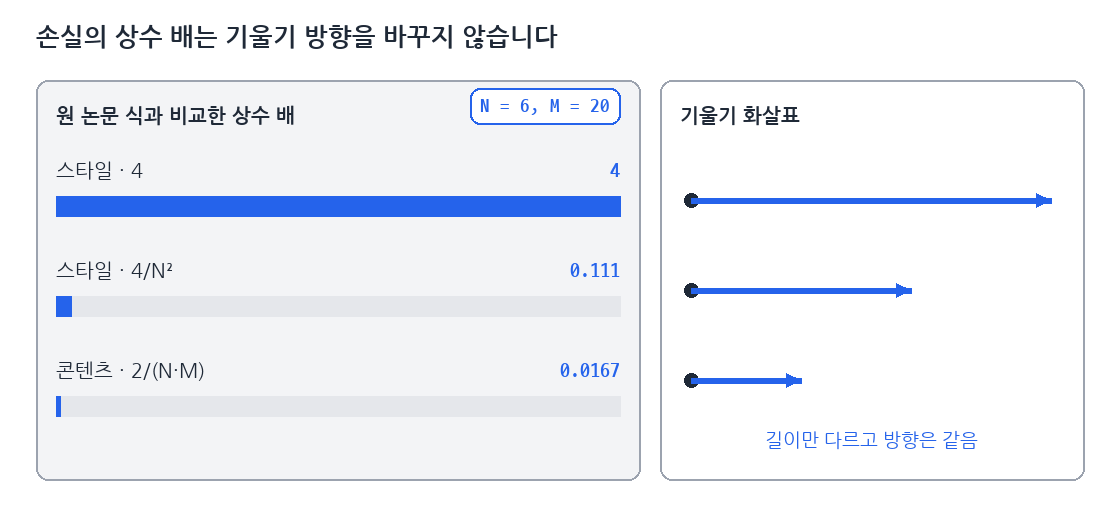 손실의 상수 배는 기울기 방향을 바꾸지 않습니다
원 논문 식과 비교한 상수 배
N = 6, M = 20
스타일 · 4
4
스타일 · 4/N²
0.111
콘텐츠 · 2/(N·M)
0.0167
기울기 화살표
길이만 다르고 방향은 같음